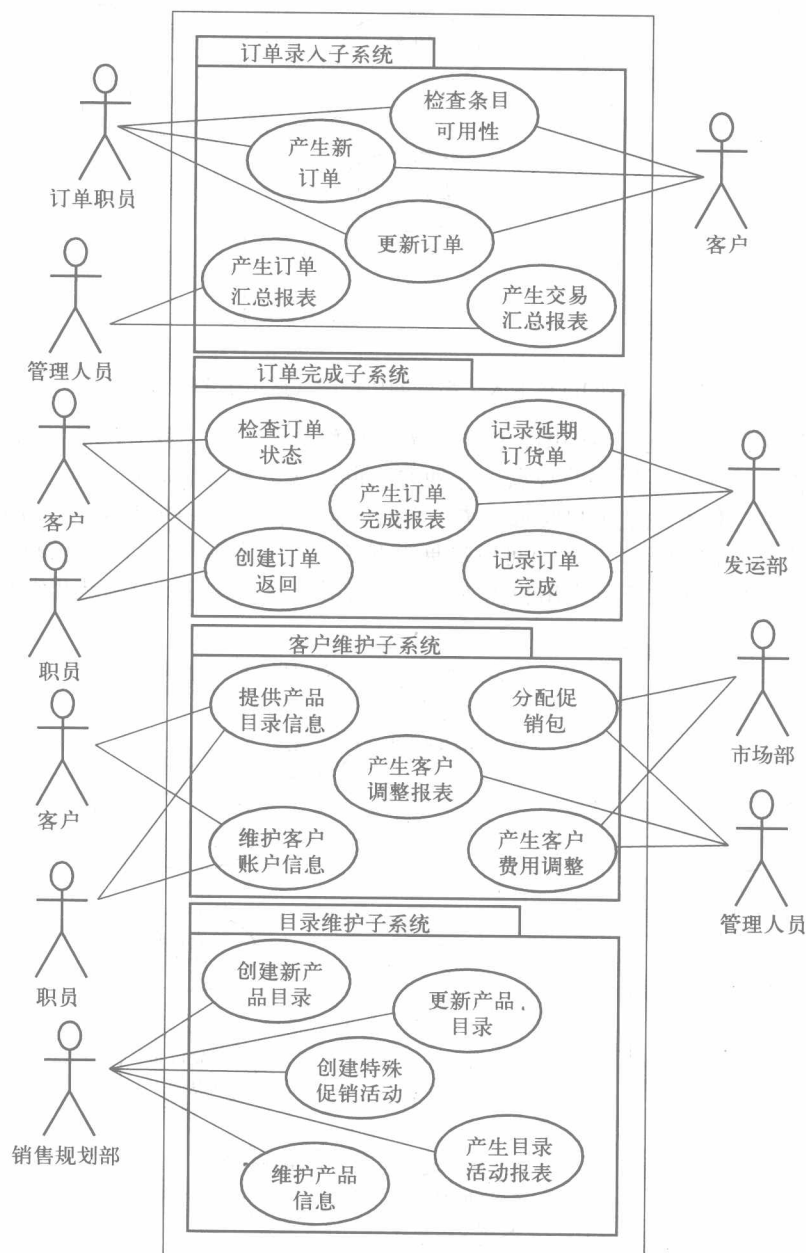 订单录入子系统
检查条目
可用性
产生新
订单
订单职员
更新订单
客户
产生订单
汇总报表
产生交易
汇总报表
管理人员
订单完成子系统
检查订单
状态
记录延期
订货单
产生订单
完成报表
客户
创建订单
返回
记录订单
完成
发运部
职员
客户维护子系统
提供产品
目录信息
分配促
销包
市场部
产生客户
调整报表
客户
维护客户
账户信息
产生客户
费用调整
管理人员
职员
目录维护子系统
创建新产
品目录
更新产品
目录
创建特殊
促销活动
销售规划部
产生目录
活动报表
维护产品
信息